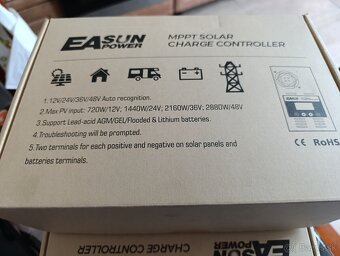 EASUN
POWER
MPPT SOLAR
CHARGE CONTROLLER
1.12V/24V/36V/48V Auto recognition.
2.Max PV input: 720W/12V, 1440W/24V, 2160W/36V, 2880W/48V
3.Support Lead-acid AGM/GEL/Flooded & Lithium batteries.
4.Troubleshooting will be prompted.
5.Two terminals for each positive and negative on solar panels and
batteries terminals.
EASUN
CE RoHS
EASUN
POWER
CHARGE CONTROLLER